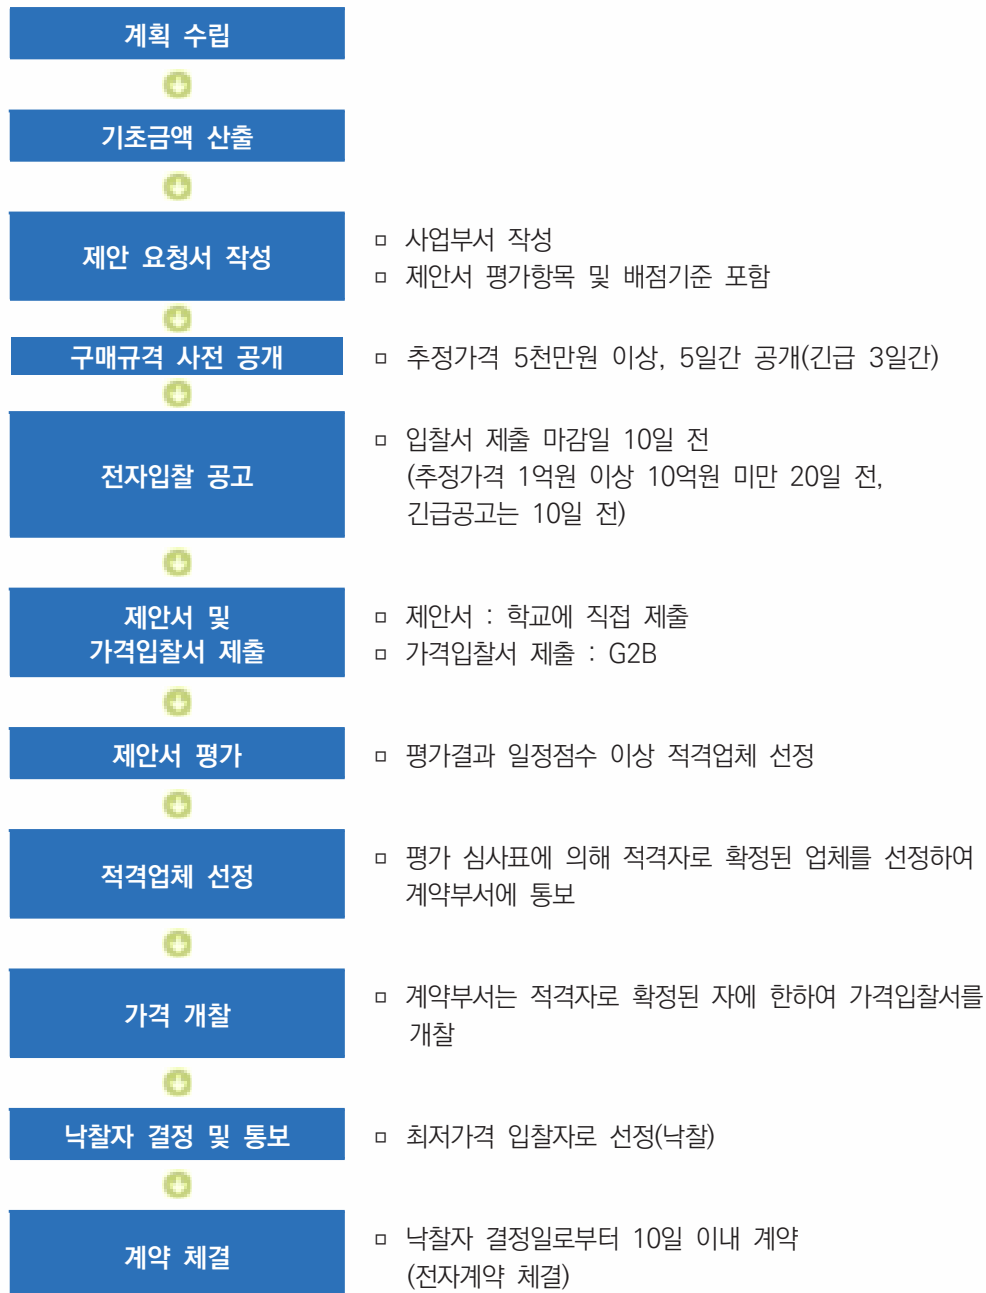 계획 수립
기초금액 산출
제안 요청서 작성
▫ 사업부서 작성
▫ 제안서 평가항목 및 배점기준 포함
구매규격 사전 공개
▫ 추정가격 5천만원 이상, 5일간 공개(긴급 3일간)
전자입찰 공고
▫ 입찰서 제출 마감일 10일 전
(추정가격 1억원 이상 10억원 미만 20일 전,
긴급공고는 10일 전)
제안서 및
가격입찰서 제출
▫ 제안서 : 학교에 직접 제출
▫ 가격입찰서 제출 : G2B
제안서 평가
▫ 평가결과 일정점수 이상 적격업체 선정
적격업체 선정
▫ 평가 심사표에 의해 적격자로 확정된 업체를 선정하여
계약부서에 통보
가격 개찰
▫ 계약부서는 적격자로 확정된 자에 한하여 가격입찰서를
개찰
낙찰자 결정 및 통보
▫ 최저가격 입찰자로 선정(낙찰)
계약 체결
▫ 낙찰자 결정일로부터 10일 이내 계약
(전자계약 체결)